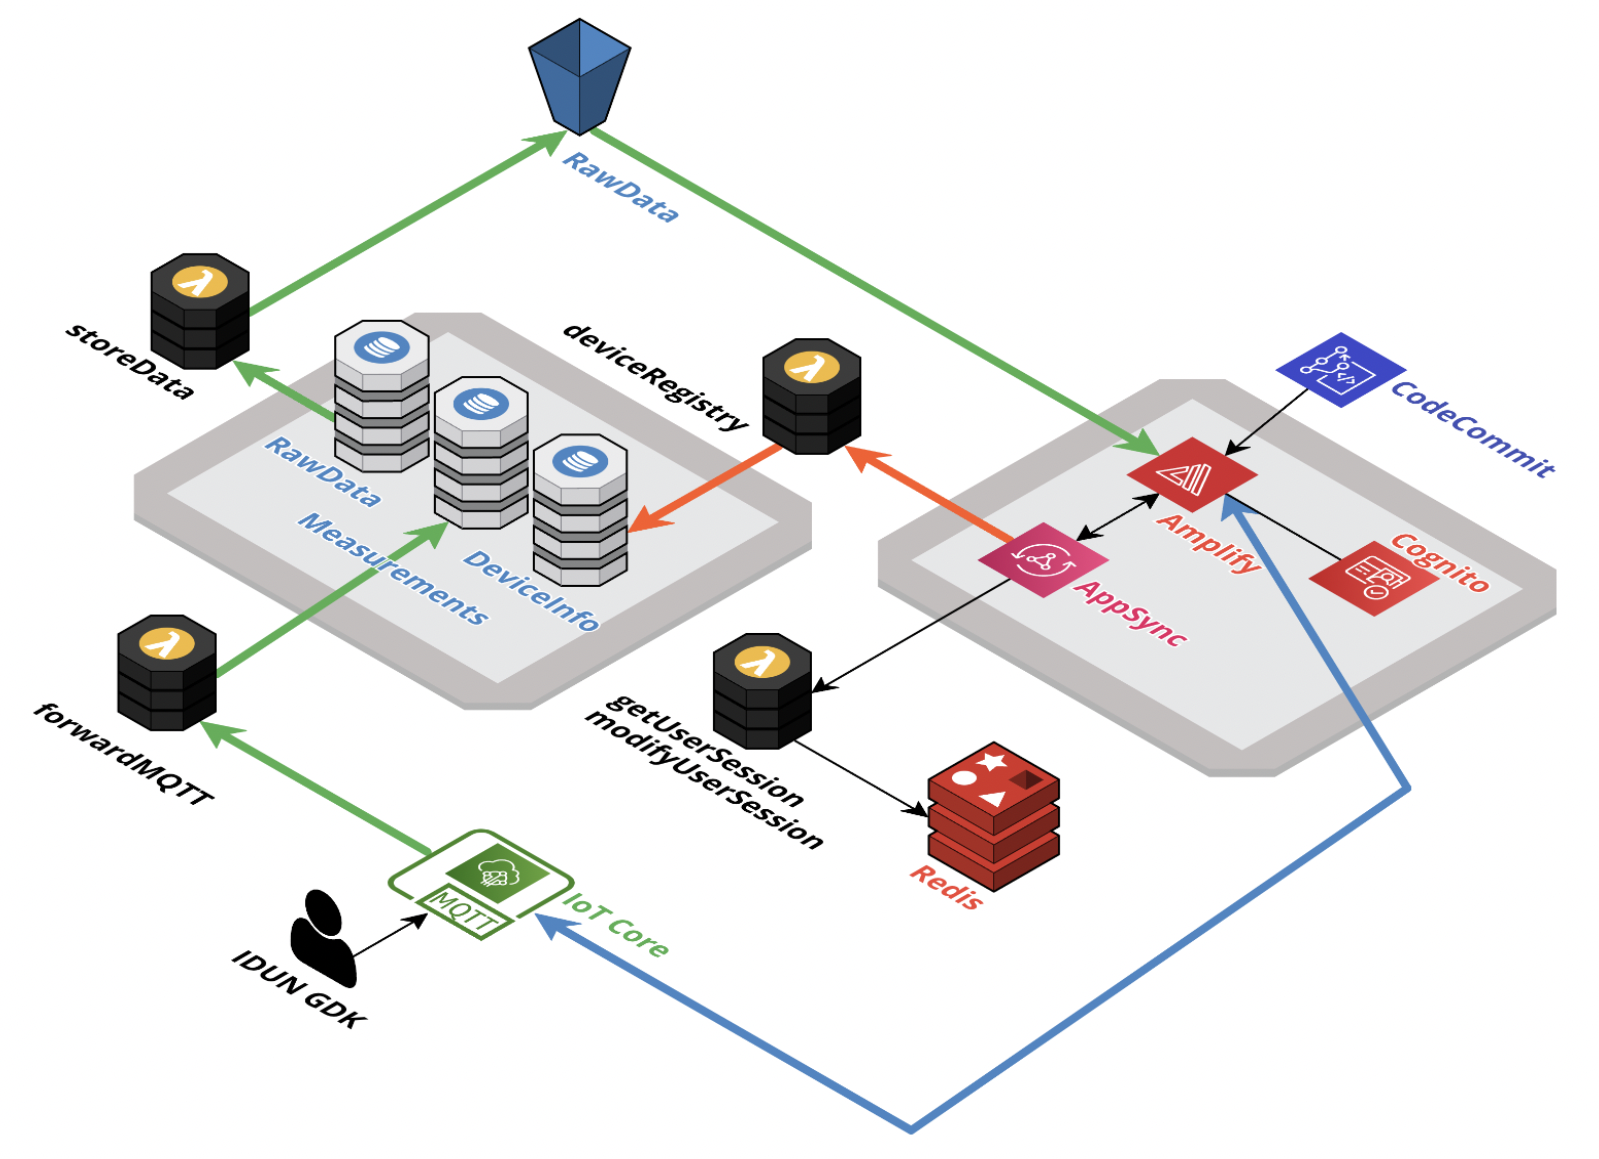 RawData
storeData
deviceRegistry
CodeCommit
RawData
Measurements
DeviceInfo
Amplify
Cognito
AppSync
forwardMQTT
getUserSession
modifyUserSession
Redis
MQTT
IoT Core
IDUN GDK